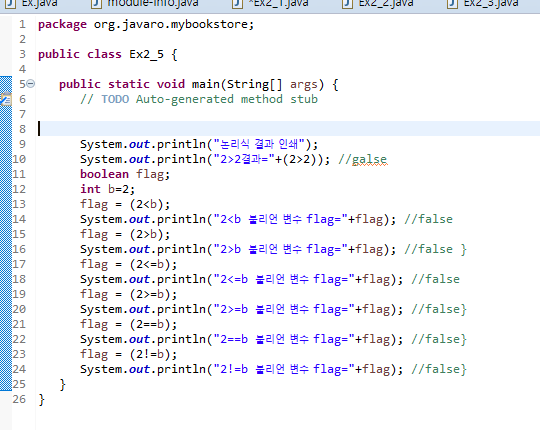 Ex.java module-info.java *Ex2_1.java Ex2_2.java Ex2_3.java
1 package org.javaro.mybookstore;
2
3 public class Ex2_5 {
4
5 public static void main(String[] args) {
6 // TODO Auto-generated method stub
7
8
9 System.out.println("논리식 결과 인쇄");
10 System.out.println("2>2결과="+(2>2)); //galse
11 boolean flag;
12 int b=2;
13 flag = (2<b);
14 System.out.println("2<b 불리언 변수 flag="+flag); //false
15 flag = (2>b);
16 System.out.println("2>b 불리언 변수 flag="+flag); //false }
17 flag = (2<=b);
18 System.out.println("2<=b 불리언 변수 flag="+flag); //false
19 flag = (2>=b);
20 System.out.println("2>=b 불리언 변수 flag="+flag); //false}
21 flag = (2==b);
22 System.out.println("2==b 불리언 변수 flag="+flag); //false}
23 flag = (2!=b);
24 System.out.println("2!=b 불리언 변수 flag="+flag); //false}
25 }
26 }